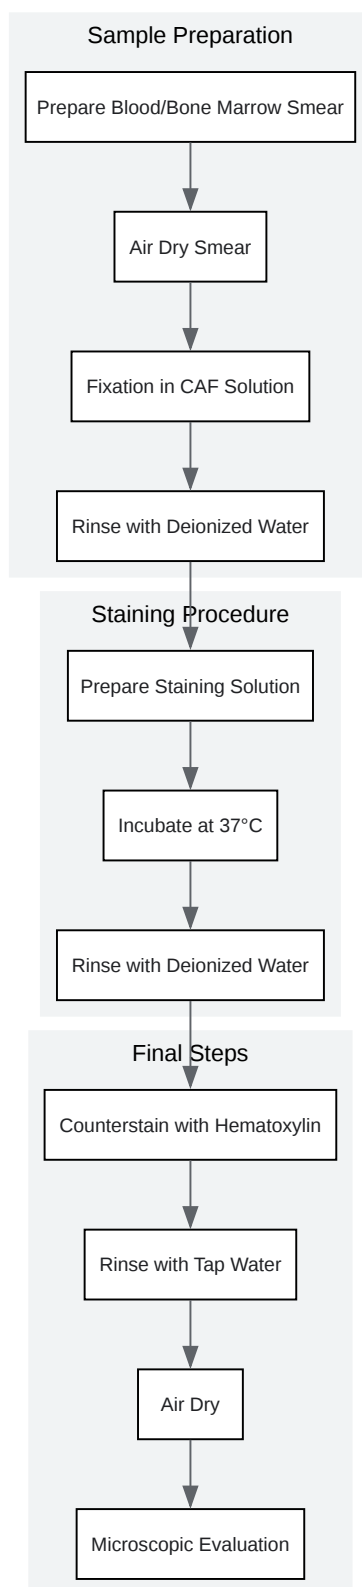 Sample Preparation
Prepare Blood/Bone Marrow Smear
Air Dry Smear
Fixation in CAF Solution
Rinse with Deionized Water
Staining Procedure
Prepare Staining Solution
Incubate at 37°C
Rinse with Deionized Water
Final Steps
Counterstain with Hematoxylin
Rinse with Tap Water
Air Dry
Microscopic Evaluation